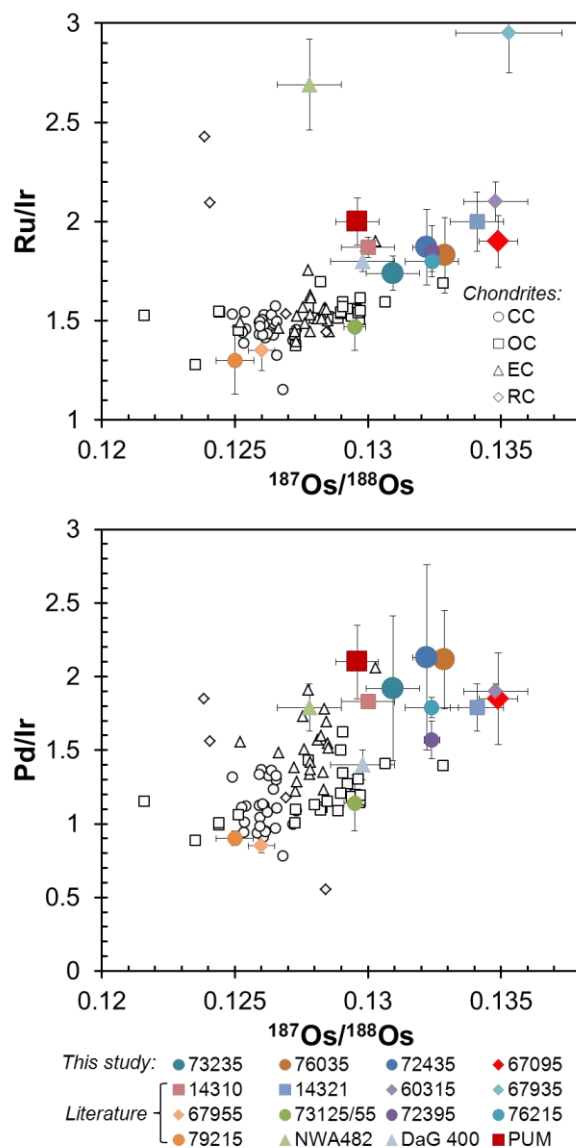 3
2.5
2
1.5
1
Ru/Ir
Chondrites:
CC
OC
EC
RC
0.12 0.125 0.13 0.135
187Os/188Os
3
2.5
2
1.5
1
0.5
0
Pd/Ir
0.12 0.125 0.13 0.135
187Os/188Os
This study: 73235 76035 72435 67095
Literature 14310 14321 60315 67935
67955 73125/55 72395 76215
79215 NWA482 DaG 400 PUM